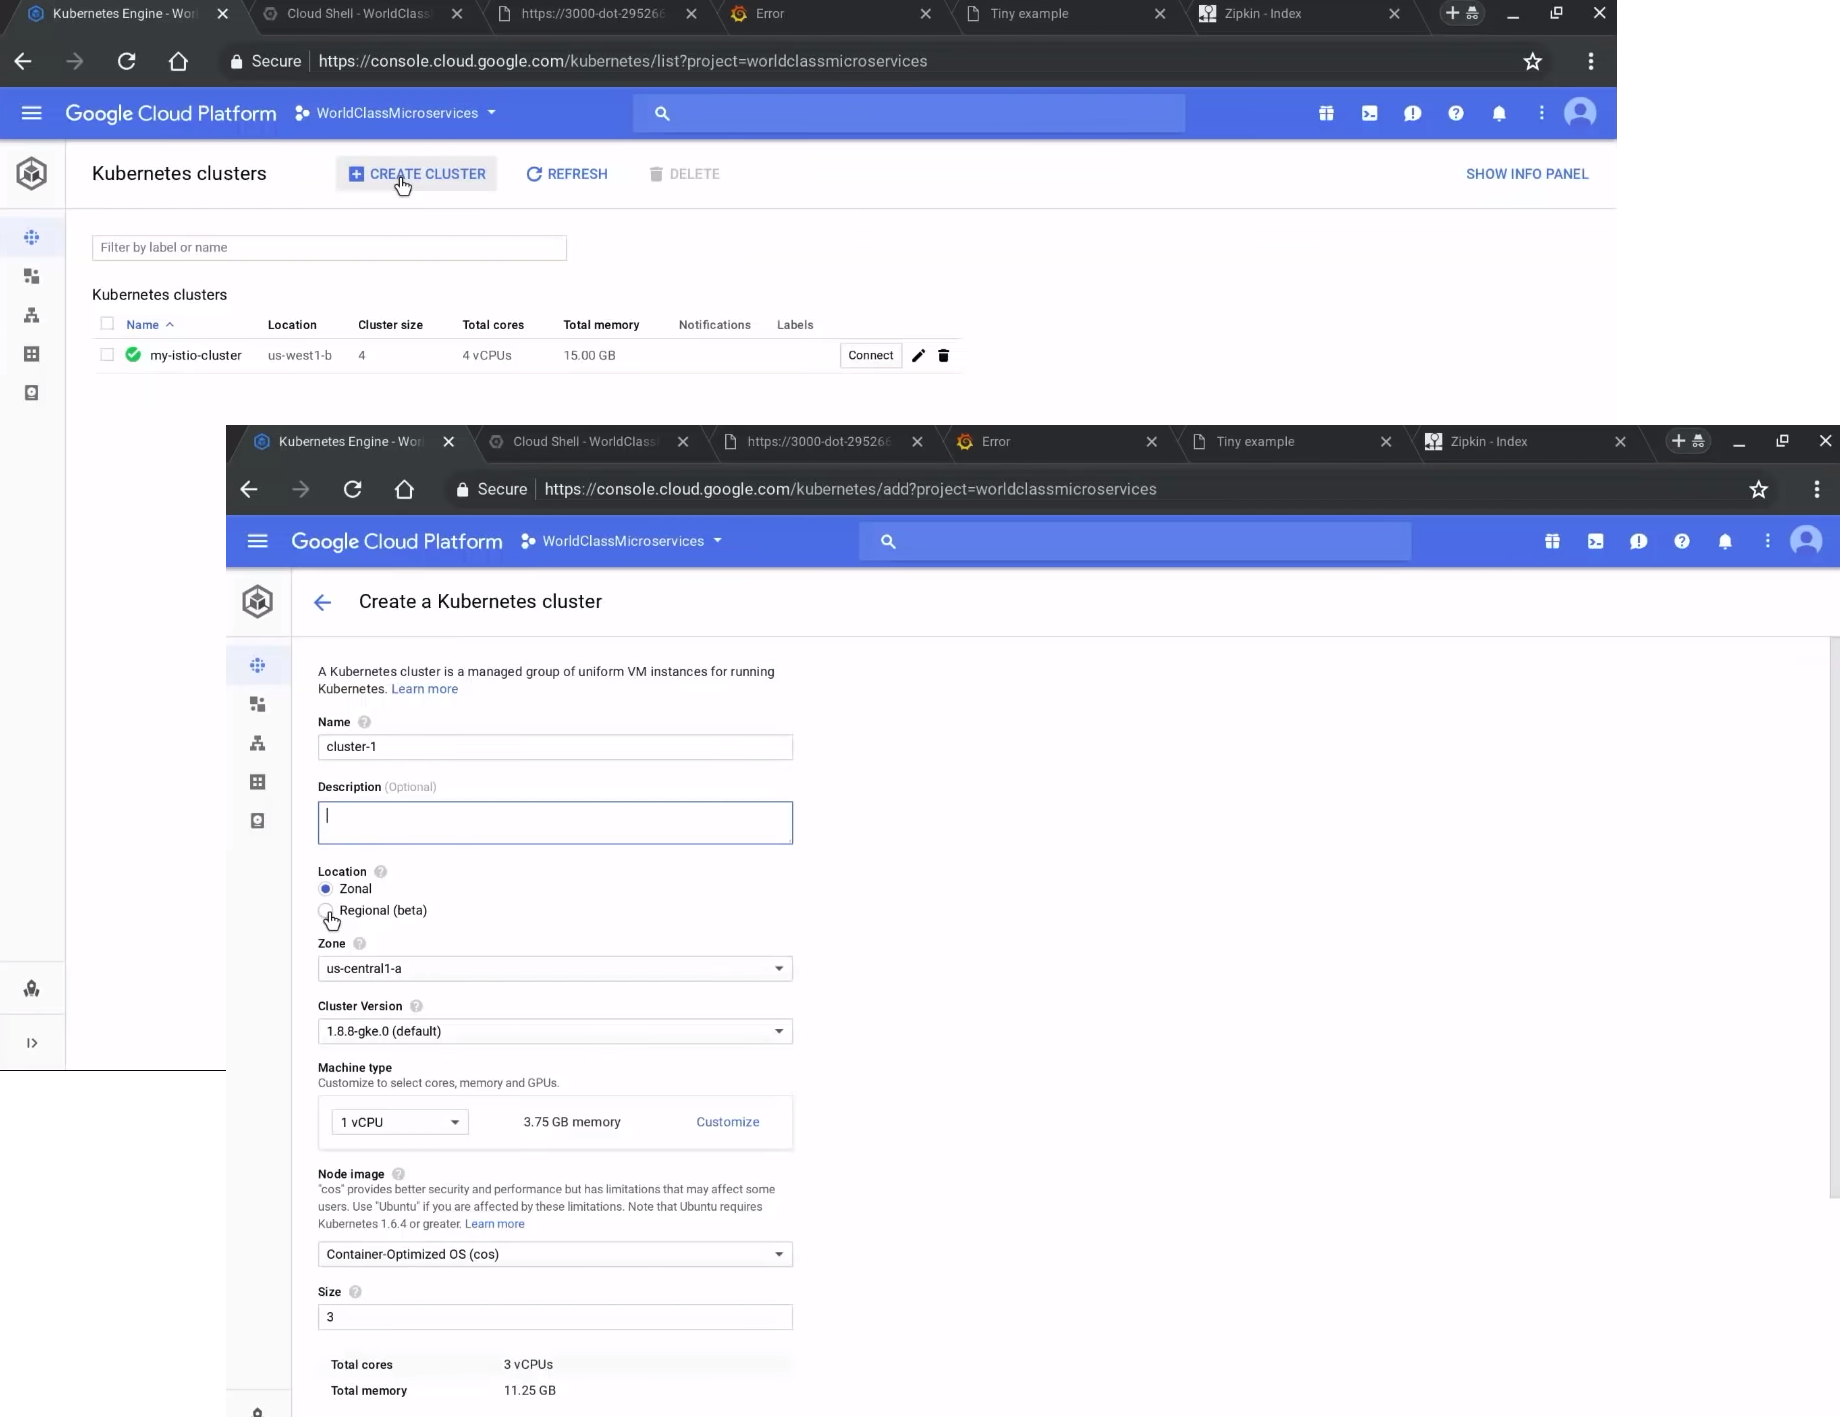 Kubernetes Engine - Wor
Cloud Shell - WorldClass
https://3000-dot-295266
Error
Tiny example
Zipkin - Index
Secure
https://console.cloud.google.com/kubernetes/list?project=worldclassmicroservices
Google Cloud Platform
WorldClassMicroservices
Kubernetes clusters
CREATE CLUSTER
REFRESH
DELETE
SHOW INFO PANEL
Filter by label or name
Kubernetes clusters
Name Location Cluster size Total cores Total memory Notifications Labels
my-istio-cluster us-west1-b 4 4 vCPUs 15.00 GB Connect
Kubernetes Engine - Wor
Cloud Shell - WorldClass
https://3000-dot-295266
Error
Tiny example
Zipkin - Index
Secure
https://console.cloud.google.com/kubernetes/add?project=worldclassmicroservices
Google Cloud Platform
WorldClassMicroservices
Create a Kubernetes cluster
A Kubernetes cluster is a managed group of uniform VM instances for running
Kubernetes. Learn more
Name
cluster-1
Description (Optional)
Location
Zonal
Regional (beta)
Zone
us-central1-a
Cluster Version
1.8.8-gke.0 (default)
Machine type
Customize to select cores, memory and GPUs.
1 vCPU 3.75 GB memory Customize
Node image
"cos" provides better security and performance but has limitations that may affect some
users. Use "Ubuntu" if you are affected by these limitations. Note that Ubuntu requires
Kubernetes 1.6.4 or greater. Learn more
Container-Optimized OS (cos)
Size
3
Total cores 3 vCPUs
Total memory 11.25 GB